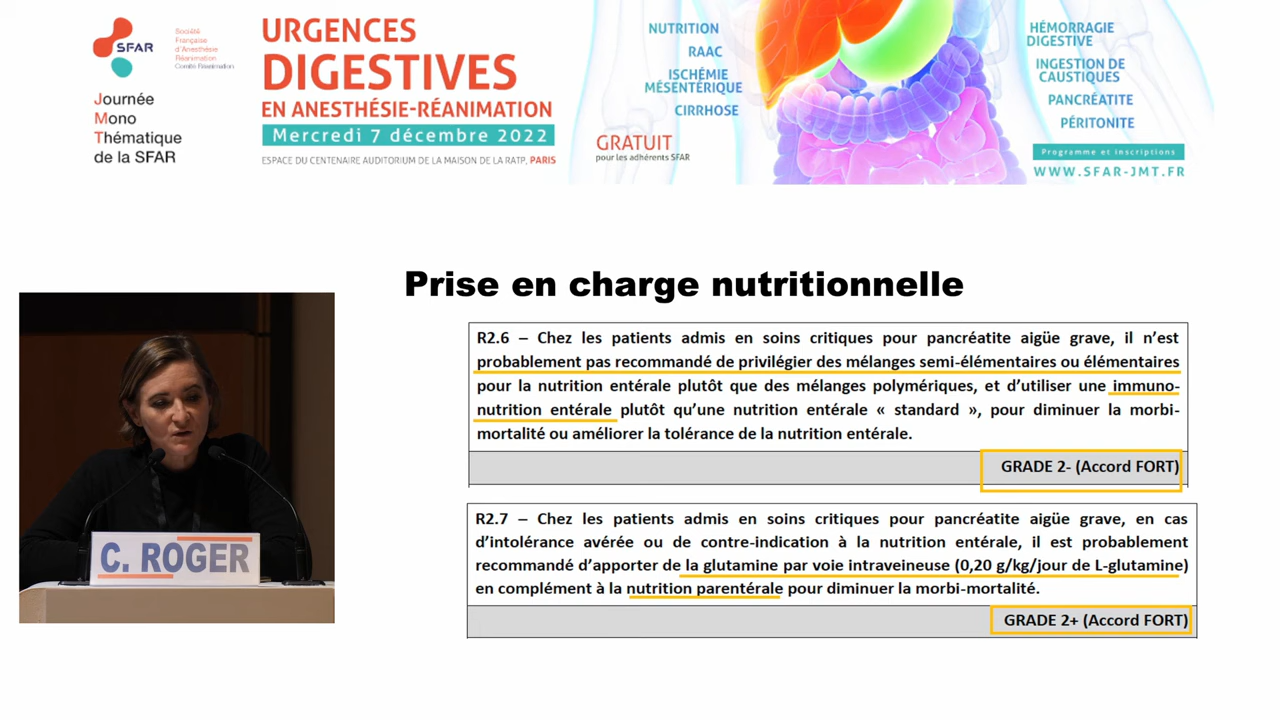 SFAR
Société
Française
d'Anesthésie
Réanimation
Comité Réanimation
Journée
Mono
Thématique
de la SFAR
URGENCES
DIGESTIVES
EN ANESTHÉSIE-RÉANIMATION
Mercredi 7 décembre 2022
ESPACE DU CENTENAIRE AUDITORIUM DE LA MAISON DE LA RATP, PARIS
NUTRITION
RAAC
ISCHÉMIE
MÉSENTÉRIQUE
CIRRHOSE
GRATUIT
pour les adhérents SFAR
HÉMORRAGIE
DIGESTIVE
INGESTION DE
CAUSTIQUES
PANCRÉATITE
PÉRITONITE
Programme et inscriptions
WWW.SFAR-JMT.FR
Prise en charge nutritionnelle
R2.6 – Chez les patients admis en soins critiques pour pancréatite aigüe grave, il n'est
probablement pas recommandé de privilégier des mélanges semi-élémentaires ou élémentaires
pour la nutrition entérale plutôt que des mélanges polymériques, et d'utiliser une immuno-
nutrition entérale plutôt qu'une nutrition entérale « standard », pour diminuer la morbi-
mortalité ou améliorer la tolérance de la nutrition entérale.
GRADE 2- (Accord FORT)
R2.7 – Chez les patients admis en soins critiques pour pancréatite aigüe grave, en cas
d'intolérance avérée ou de contre-indication à la nutrition entérale, il est probablement
recommandé d'apporter de la glutamine par voie intraveineuse (0,20 g/kg/jour de L-glutamine)
en complément à la nutrition parentérale pour diminuer la morbi-mortalité.
GRADE 2+ (Accord FORT)
C. ROGER